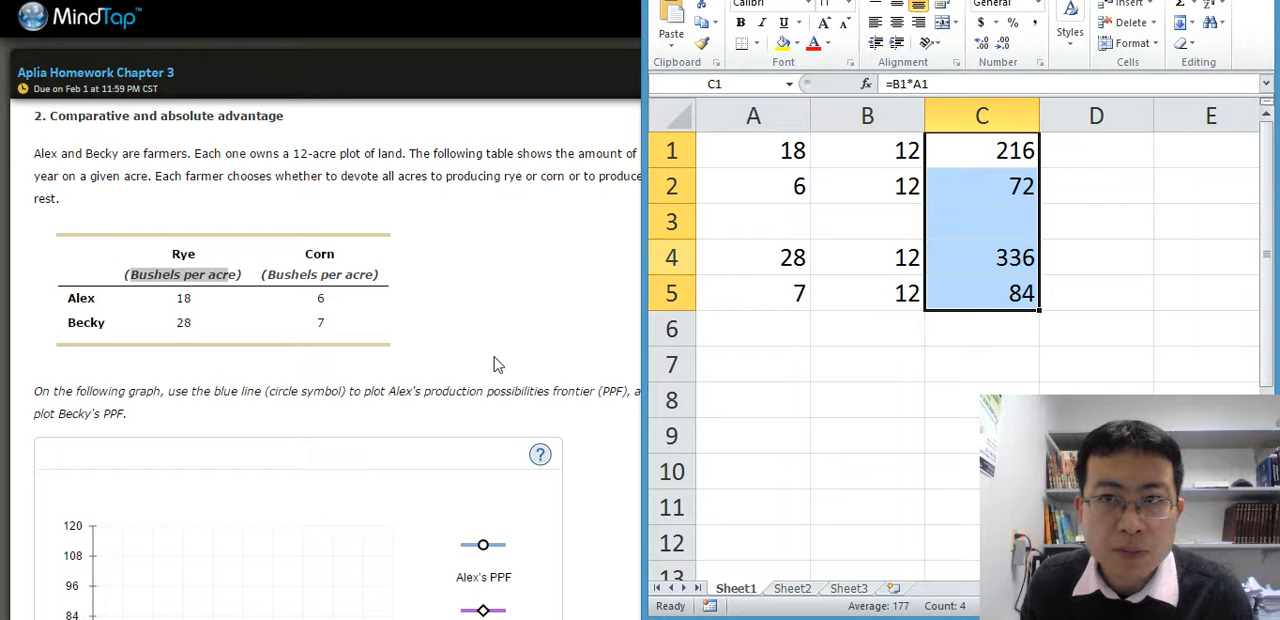 MindTap
Aplia Homework Chapter 3
Due on Feb 1 at 11:59 PM CST
2. Comparative and absolute advantage
Alex and Becky are farmers. Each one owns a 12-acre plot of land. The following table shows the amount of
year on a given acre. Each farmer chooses whether to devote all acres to producing rye or corn or to produce
rest.
Rye Corn
(Bushels per acre) (Bushels per acre)
Alex 18 6
Becky 28 7
On the following graph, use the blue line (circle symbol) to plot Alex's production possibilities frontier (PPF), a
plot Becky's PPF.
?
120
108
96
84
Alex's PPF
Calibri 11 General Insert
Paste B I U A A $ % , Styles Delete
Format
Clipboard Font Alignment Number Cells Editing
C1 fx =B1*A1
A B C D E
1 18 12 216
2 6 12 72
3
4 28 12 336
5 7 12 84
6
7
8
9
10
11
12
13
Sheet1 Sheet2 Sheet3
Ready Average: 177 Count: 4